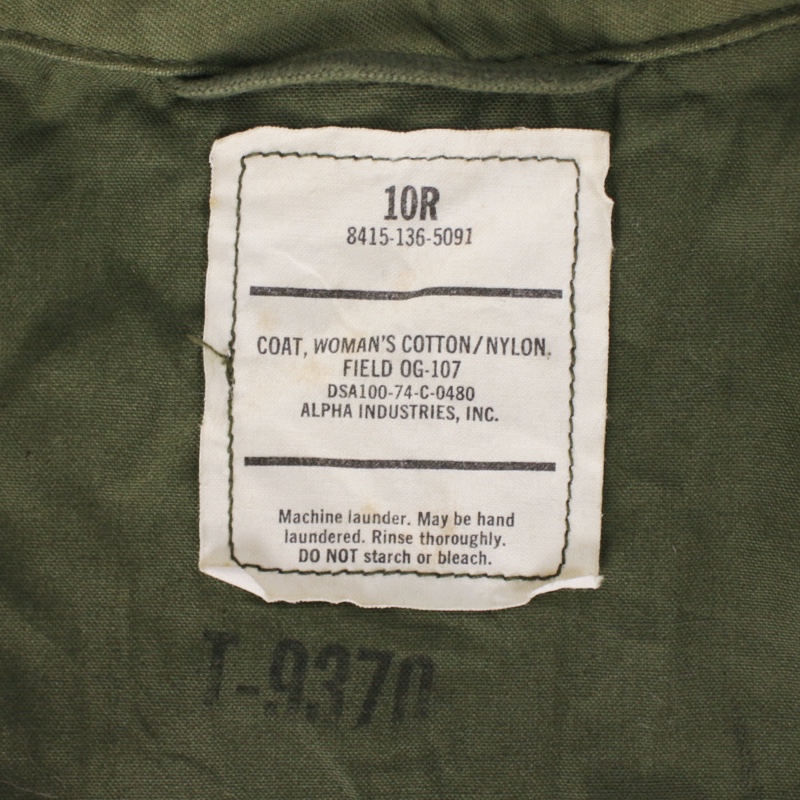 10R
8415-136-5091
COAT, WOMAN'S COTTON/NYLON,
FIELD OG-107
DSA100-74-C-0480
ALPHA INDUSTRIES, INC.
Machine launder. May be hand
laundered. Rinse thoroughly.
DO NOT starch or bleach.
T-9370